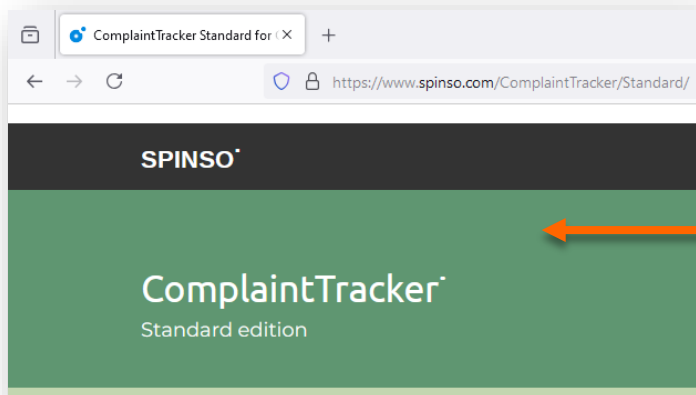 ComplaintTracker Standard for
https://www.spinso.com/ComplaintTracker/Standard/
SPINSO
ComplaintTracker
Standard edition